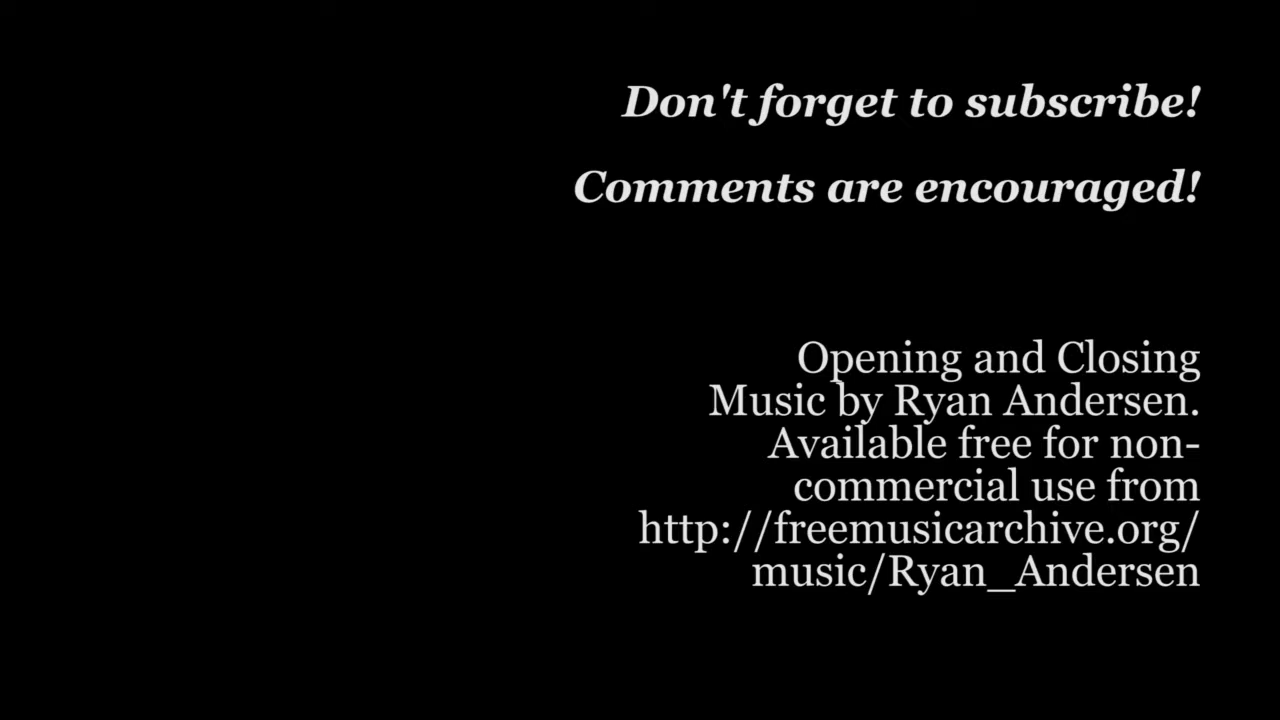 Don't forget to subscribe!
Comments are encouraged!
Opening and Closing
Music by Ryan Andersen.
Available free for non-
commercial use from
http://freemusicarchive.org/
music/Ryan_Andersen